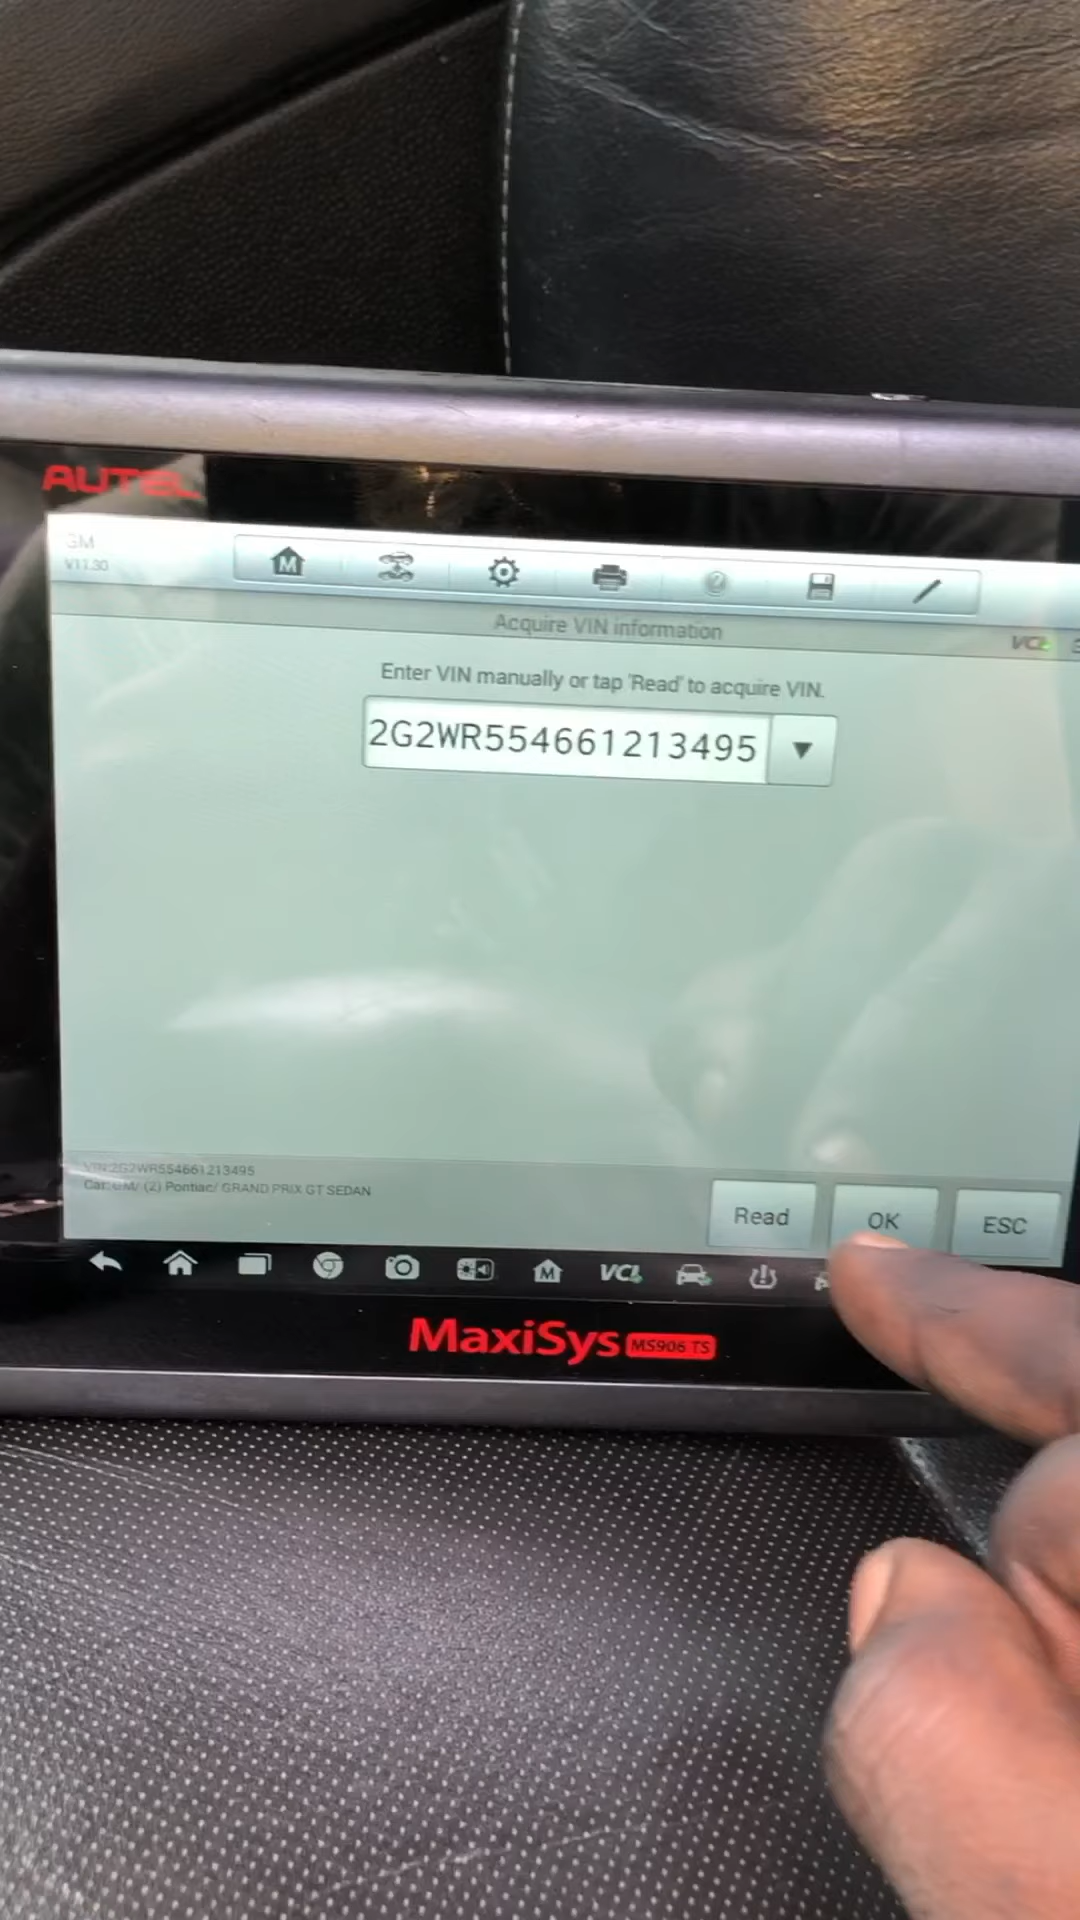 AUTEL
GM
V11.30
M
Acquire VIN information
VCI
Enter VIN manually or tap 'Read' to acquire VIN.
2G2WR554661213495
VIN:2G2WR554661213495
Car: GM/ (2) Pontiac/ GRAND PRIX GT SEDAN
Read
OK
ESC
M
VCI
MaxiSys MS906 TS